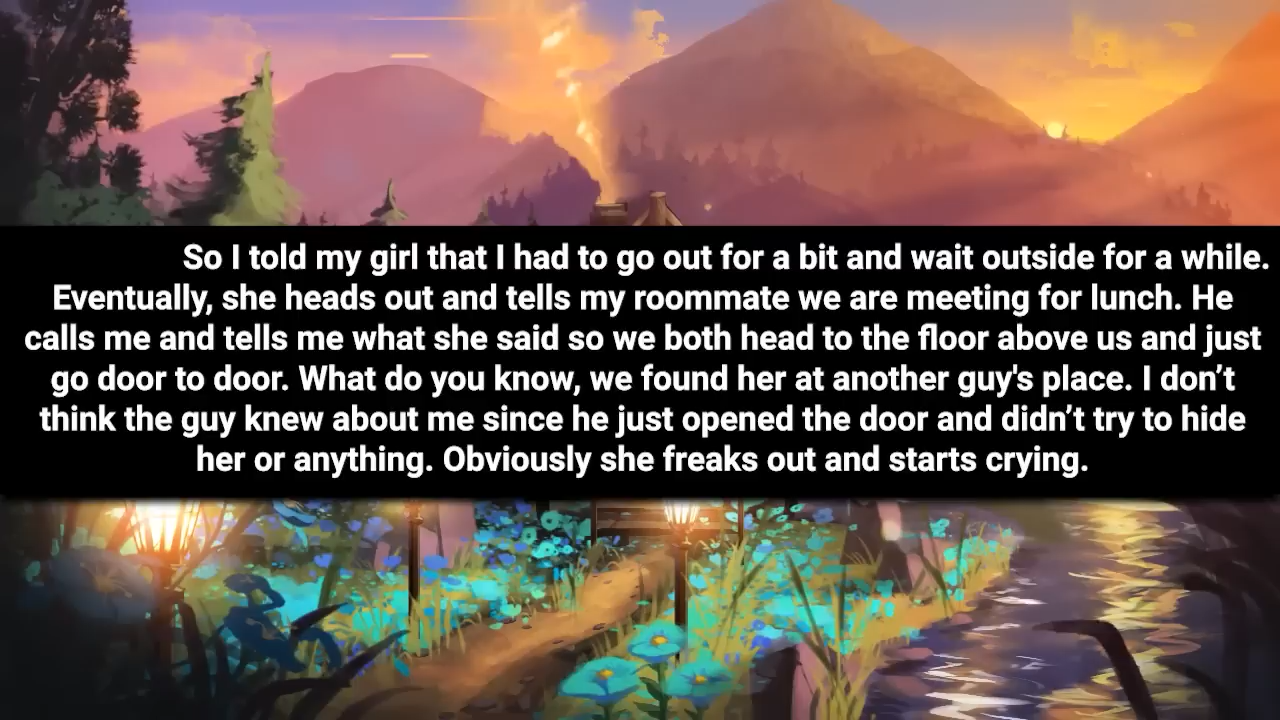 So I told my girl that I had to go out for a bit and wait outside for a while.
Eventually, she heads out and tells my roommate we are meeting for lunch. He
calls me and tells me what she said so we both head to the floor above us and just
go door to door. What do you know, we found her at another guy's place. I don’t
think the guy knew about me since he just opened the door and didn’t try to hide
her or anything. Obviously she freaks out and starts crying.